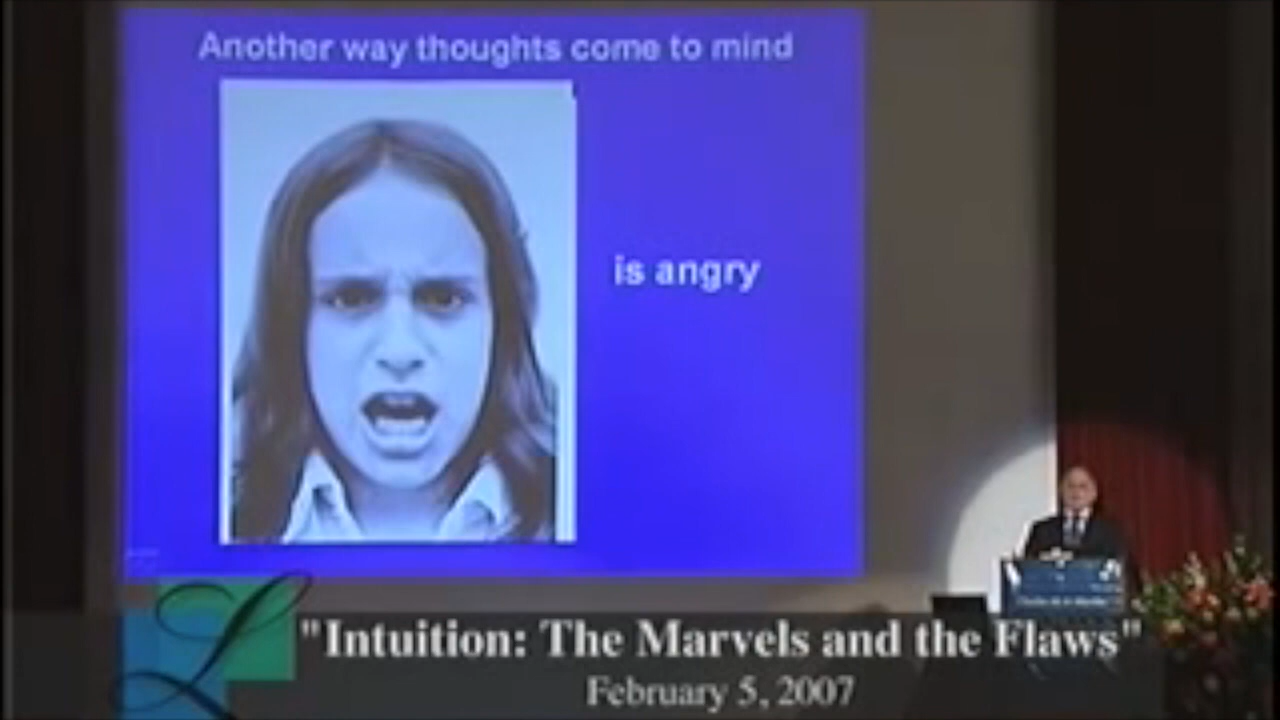 Another way thoughts come to mind
is angry
L
"Intuition: The Marvels and the Flaws"
February 5, 2007